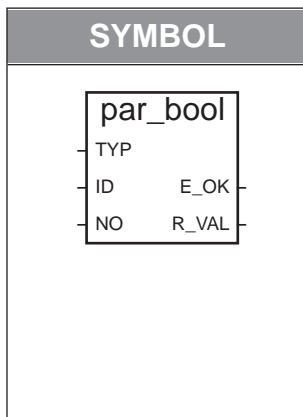 SYMBOL
par_bool
TYP
ID E_OK
NO R_VAL